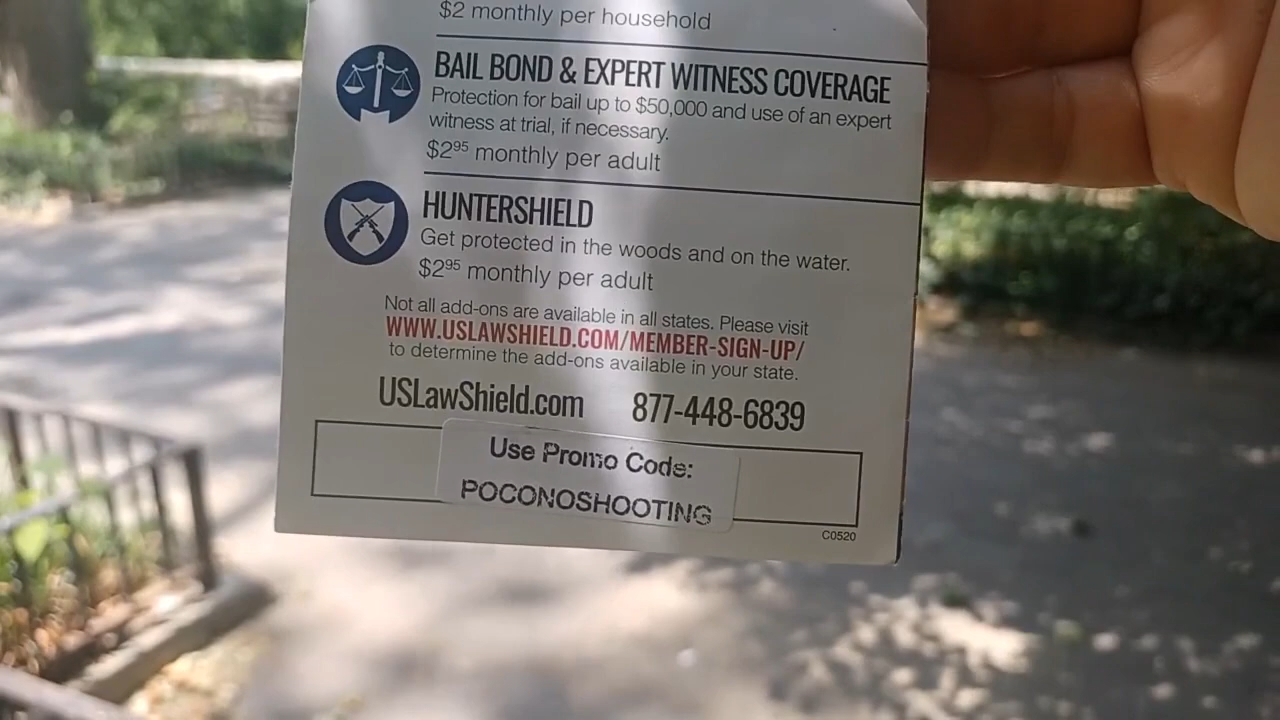 $2 monthly per household
BAIL BOND & EXPERT WITNESS COVERAGE
Protection for bail up to $50,000 and use of an expert
witness at trial, if necessary.
$2⁹⁵ monthly per adult
HUNTERSHIELD
Get protected in the woods and on the water.
$2⁹⁵ monthly per adult
Not all add-ons are available in all states. Please visit
WWW.USLAWSHIELD.COM/MEMBER-SIGN-UP/
to determine the add-ons available in your state.
USLawShield.com 877-448-6839
Use Promo Code:
POCONOSHOOTING
C0520